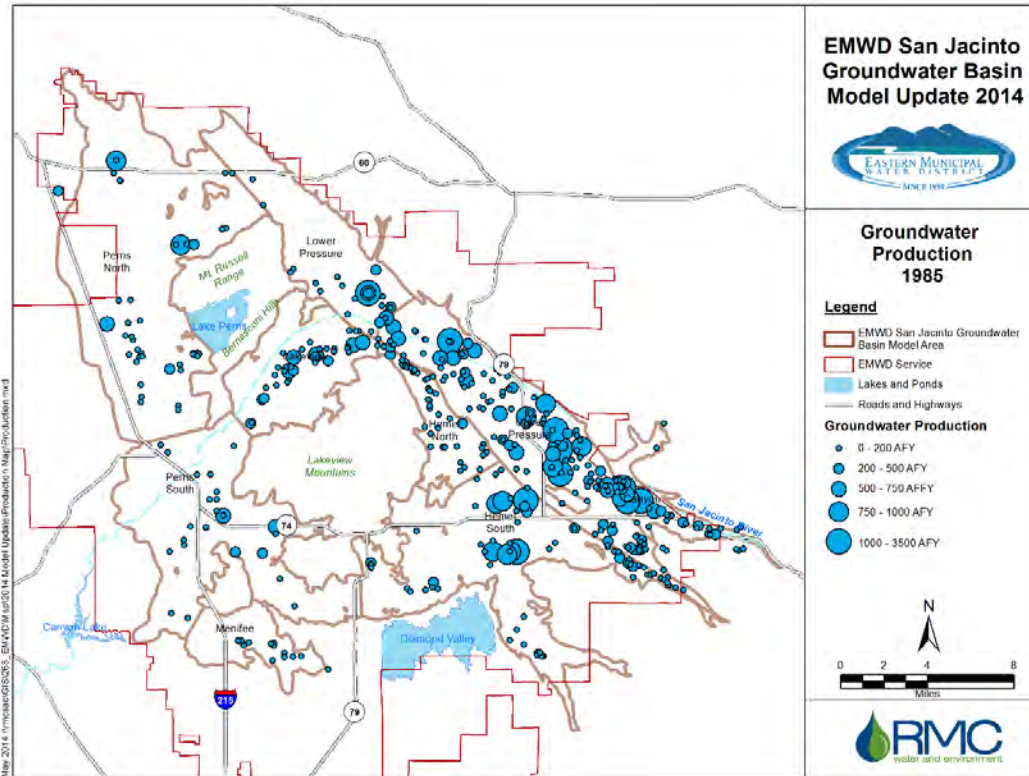 EMWD San Jacinto
Groundwater Basin
Model Update 2014
EASTERN MUNICIPAL
WATER DISTRICT
SINCE 1950
Groundwater
Production
1985
Legend
EMWD San Jacinto Groundwater
Basin Model Area
EMWD Service
Lakes and Ponds
Roads and Highways
Groundwater Production
0 - 200 AFY
200 - 500 AFY
500 - 750 AFFY
750 - 1000 AFY
1000 - 3500 AFY
N
0 2 4 8
Miles
RMC
water and environment
60
Lower
Pressure
Perris
North
Mt. Russell
Range
Lake Perris
Bernasconi Hills
79
Hemet
North
Pressure
Lakeview
Mountains
Perris
South
74
Hemet
South
San Jacinto River
Canyon Lake
Menifee
Diamond Valley
215
79